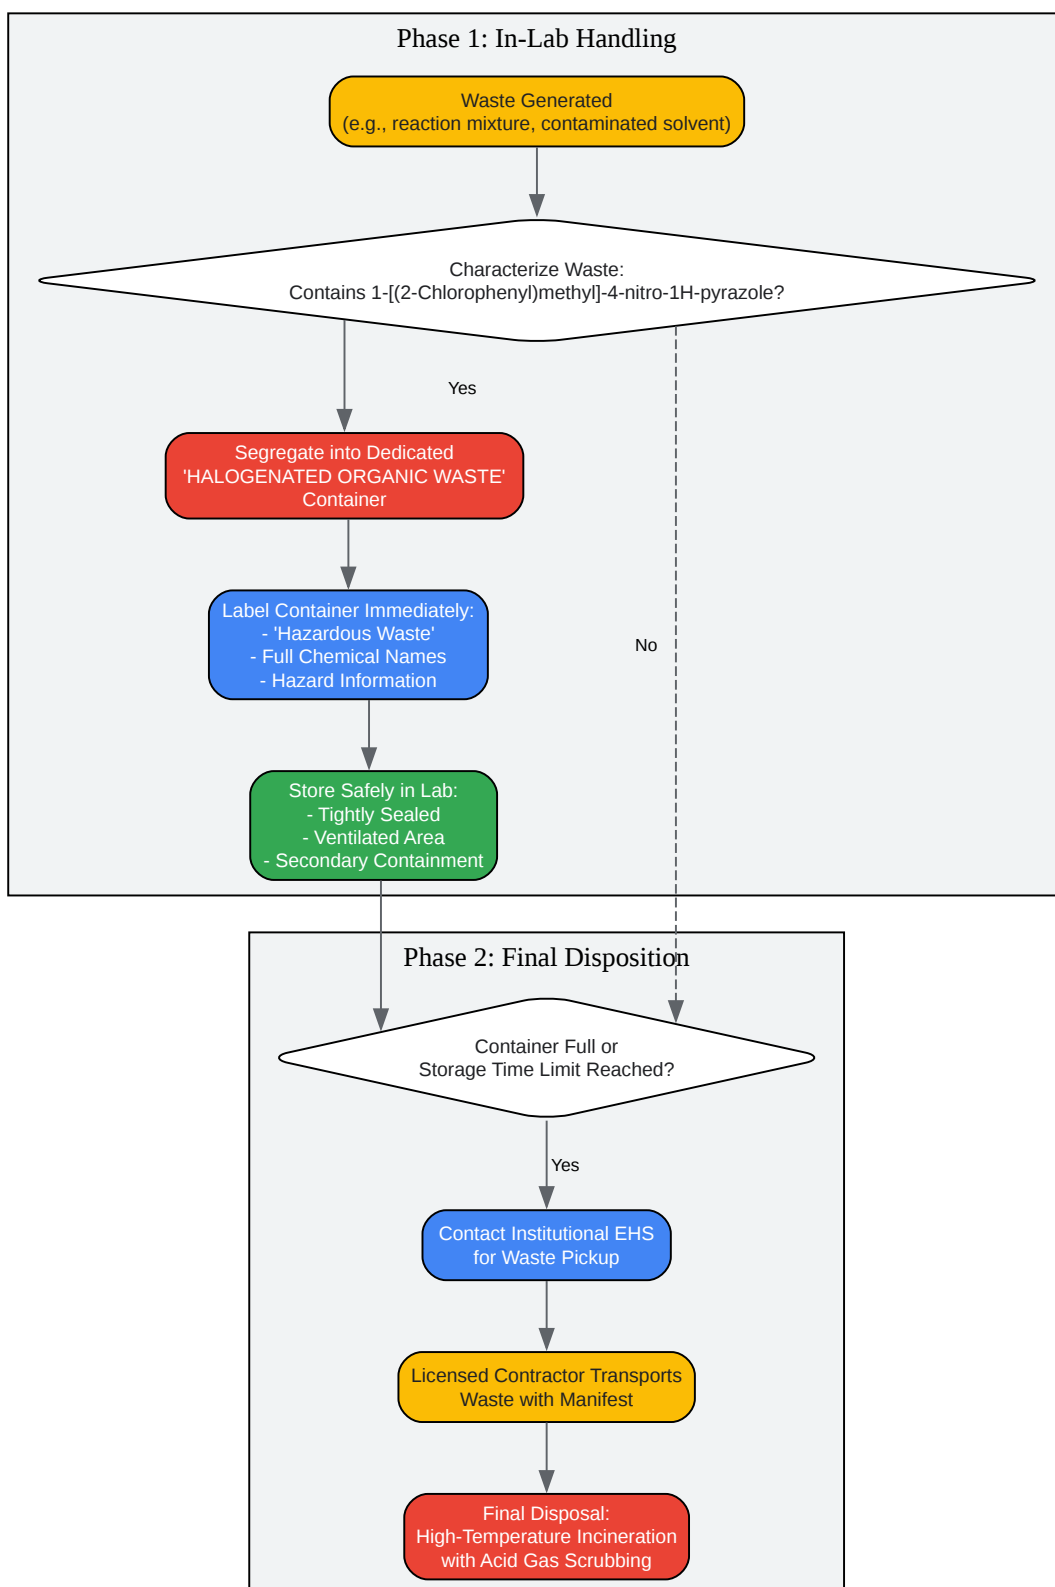 Phase 1: In-Lab Handling
Waste Generated
(e.g., reaction mixture, contaminated solvent)
Characterize Waste:
Contains 1-[(2-Chlorophenyl)methyl]-4-nitro-1H-pyrazole?
Yes
Segregate into Dedicated
'HALOGENATED ORGANIC WASTE'
Container
Label Container Immediately:
- 'Hazardous Waste'
- Full Chemical Names
- Hazard Information
No
Store Safely in Lab:
- Tightly Sealed
- Ventilated Area
- Secondary Containment
Phase 2: Final Disposition
Container Full or
Storage Time Limit Reached?
Yes
Contact Institutional EHS
for Waste Pickup
Licensed Contractor Transports
Waste with Manifest
Final Disposal:
High-Temperature Incineration
with Acid Gas Scrubbing